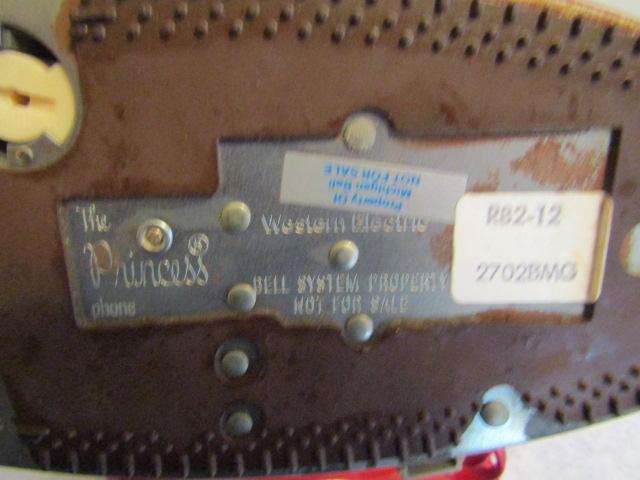 The
Princess®
phone
Property Of
Michigan Bell
NOT FOR SALE
Western Electric
BELL SYSTEM PROPERTY
NOT FOR SALE
R82-12
2702BMG